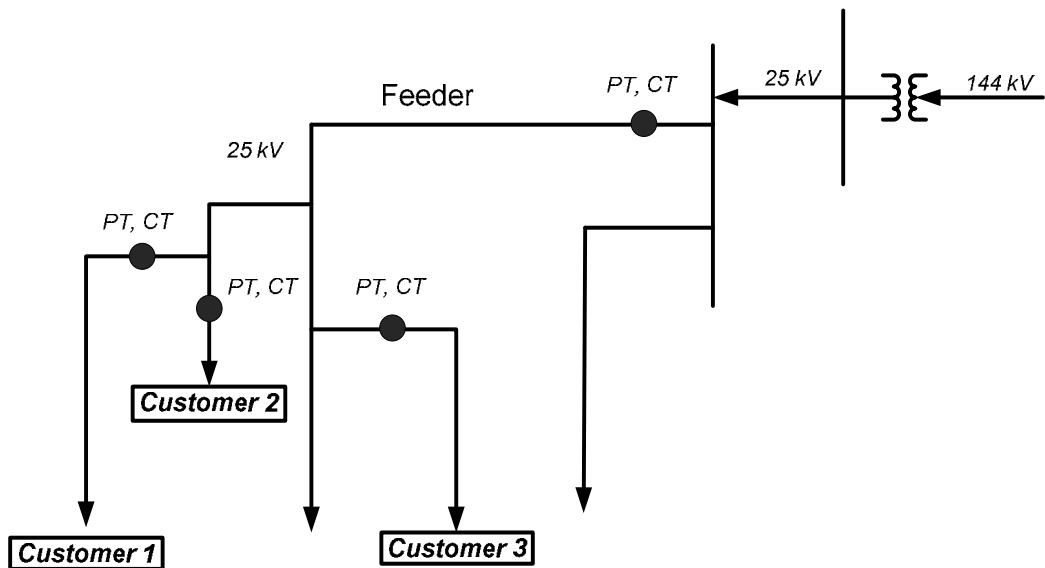 25 kV
144 kV
Feeder
PT, CT
25 kV
PT, CT
PT, CT
PT, CT
Customer 2
Customer 1
Customer 3